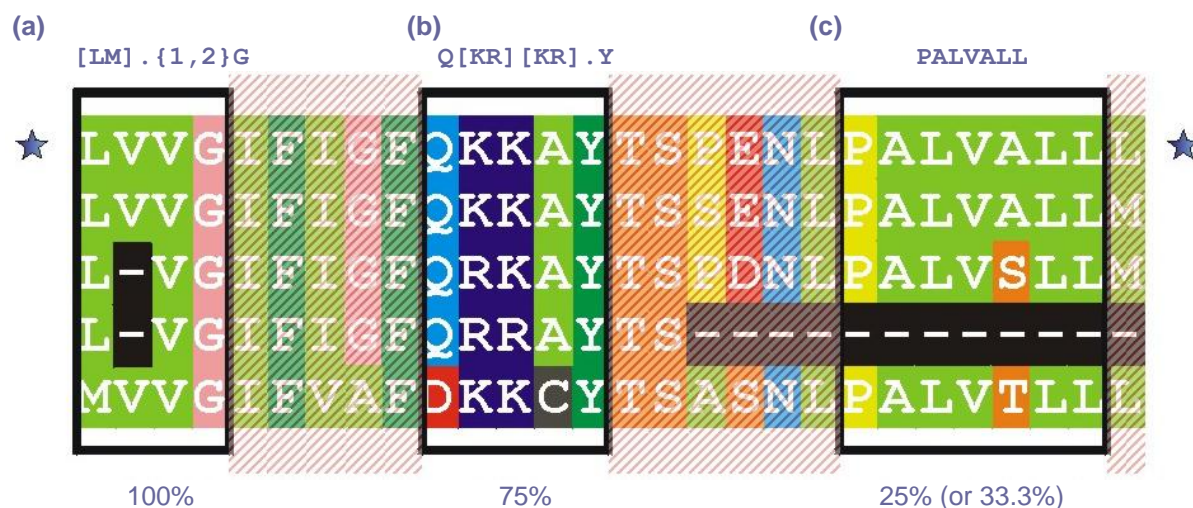 (a) (b) (c)
[LM].{1,2}G Q[KR][KR].Y PALVALL
LVVGIFIGFQKKAYTSPENLPALVALLL
LVVGIFIGFQKKAYTSSENLPALVALLM
L-VGIFIGFQRKAYTSPDNLPALVSLLM
L-VGIFIGFQRRAYTS------------
MVVGIFVAFDKKCYTSASNLPALVTLLL
100% 75% 25% (or 33.3%)